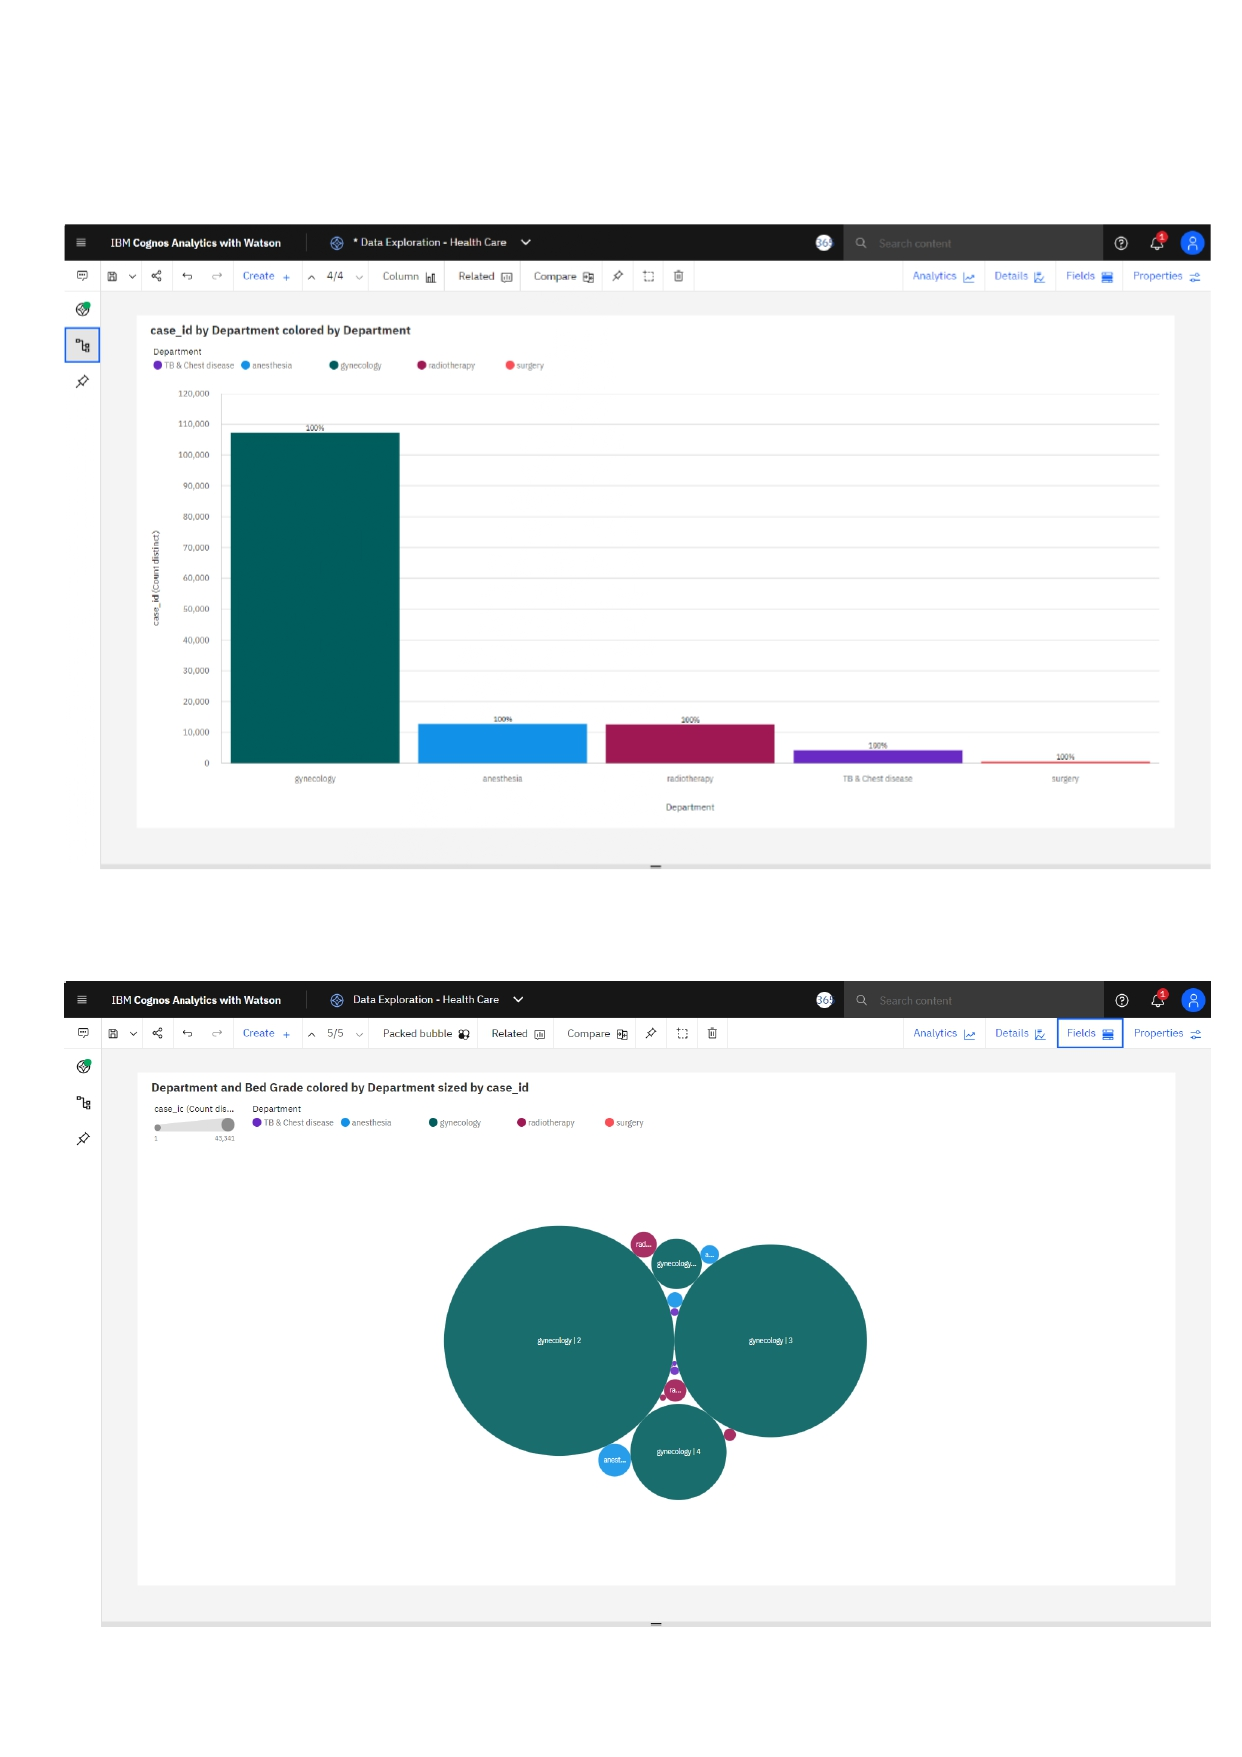 IBM Cognos Analytics with Watson * Data Exploration - Health Care 365 Search content 1
Create + 4/4 Column Related Compare Analytics Details Fields Properties
case_id by Department colored by Department
Department
TB & Chest disease anesthesia gynecology radiotherapy surgery
120,000
110,000
100%
100,000
90,000
80,000
70,000
60,000
50,000
40,000
30,000
20,000
10,000
0
case_id (Count distinct)
100% 100% 100% 100%
gynecology anesthesia radiotherapy TB & Chest disease surgery
Department
IBM Cognos Analytics with Watson Data Exploration - Health Care 365 Search content 1
Create + 5/5 Packed bubble Related Compare Analytics Details Fields Properties
Department and Bed Grade colored by Department sized by case_id
case_ic (Count dis... Department
TB & Chest disease anesthesia gynecology radiotherapy surgery
1
rad...
a...
gynecology...
gynecology | 2 gynecology | 3
ra...
gynecology | 4
anest...